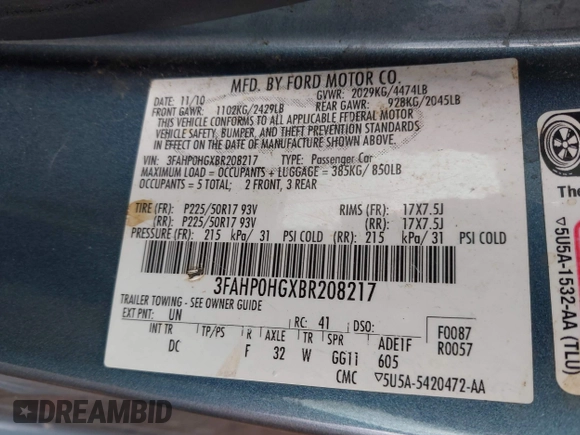 MFD. BY FORD MOTOR CO.
DATE: 11/10 GVWR: 2029KG/4474LB
FRONT GAWR: 1102KG/2429LB REAR GAWR: 928KG/2045LB
THIS VEHICLE CONFORMS TO ALL APPLICABLE FEDERAL MOTOR
VEHICLE SAFETY, BUMPER, AND THEFT PREVENTION STANDARDS
IN EFFECT ON THE DATE OF MANUFACTURE SHOWN ABOVE.
VIN: 3FAHP0HGXBR208217 TYPE: Passenger Car
MAXIMUM LOAD = OCCUPANTS + LUGGAGE = 385KG/850LB
OCCUPANTS = 5 TOTAL; 2 FRONT, 3 REAR
TIRE (FR): P225/50R17 93V RIMS (FR): 17X7.5J
(RR): P225/50R17 93V (RR): 17X7.5J
PRESSURE (FR): 215 kPa/ 31 PSI COLD (RR): 215 kPa/ 31 PSI COLD
3FAHP0HGXBR208217
TRAILER TOWING - SEE OWNER GUIDE
EXT PNT: UN RC: 41 DSO: F0087
R0057
INT TR TP/PS R AXLE TR SPR ADE1F
DC F 32 W GG11 605
CMC ▽5U5A-5420472-AA
The
▽5U5A-1532-AA (TLU)
DREAMBID